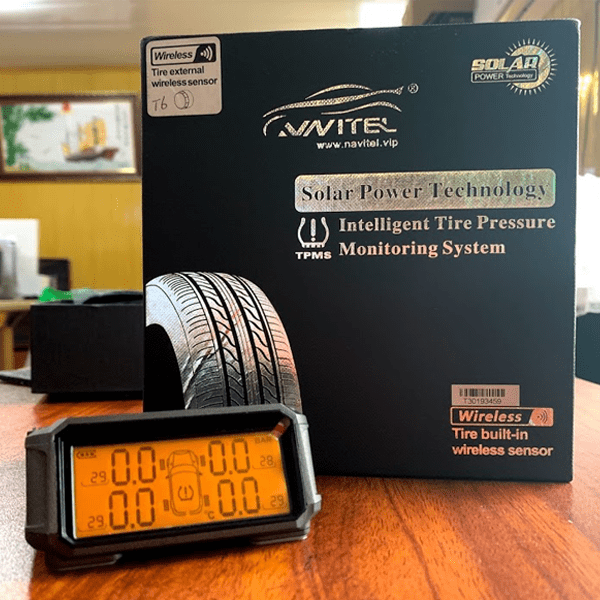 Wireless
Tire external
wireless sensor
T6
SOLAR
POWER Technology
NAVITEL®
www.navitel.vip
Solar Power Technology
TPMS
Intelligent Tire Pressure
Monitoring System
T30193459
Wireless
Tire built-in
wireless sensor
BAR
29 0.0 0.0 28
29 0.0 0.0 29
°C